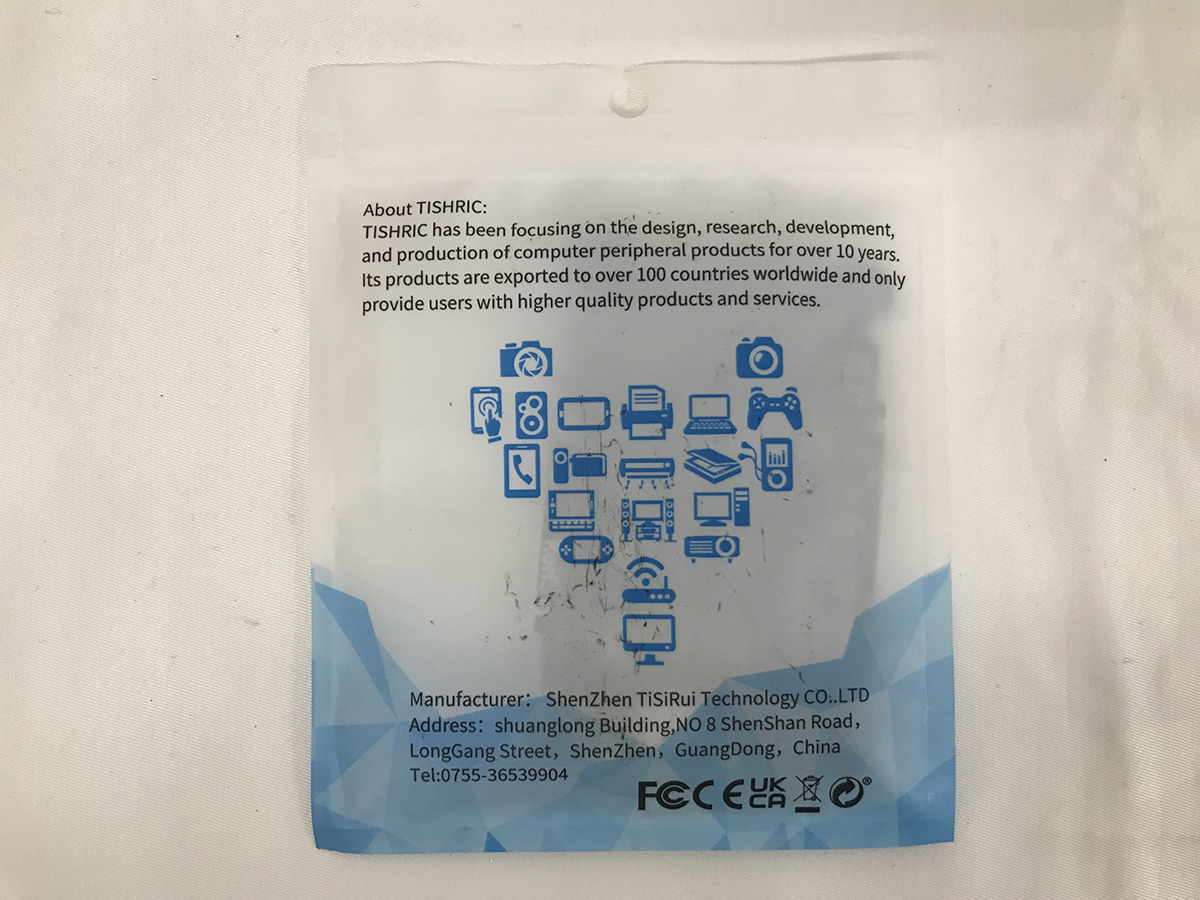 About TISHRIC:
TISHRIC has been focusing on the design, research, development,
and production of computer peripheral products for over 10 years.
Its products are exported to over 100 countries worldwide and only
provide users with higher quality products and services.
Manufacturer： ShenZhen TiSiRui Technology CO..LTD
Address：shuanglong Building,NO 8 ShenShan Road，
LongGang Street，ShenZhen，GuangDong，China
Tel:0755-36539904
FC CE UK
CA